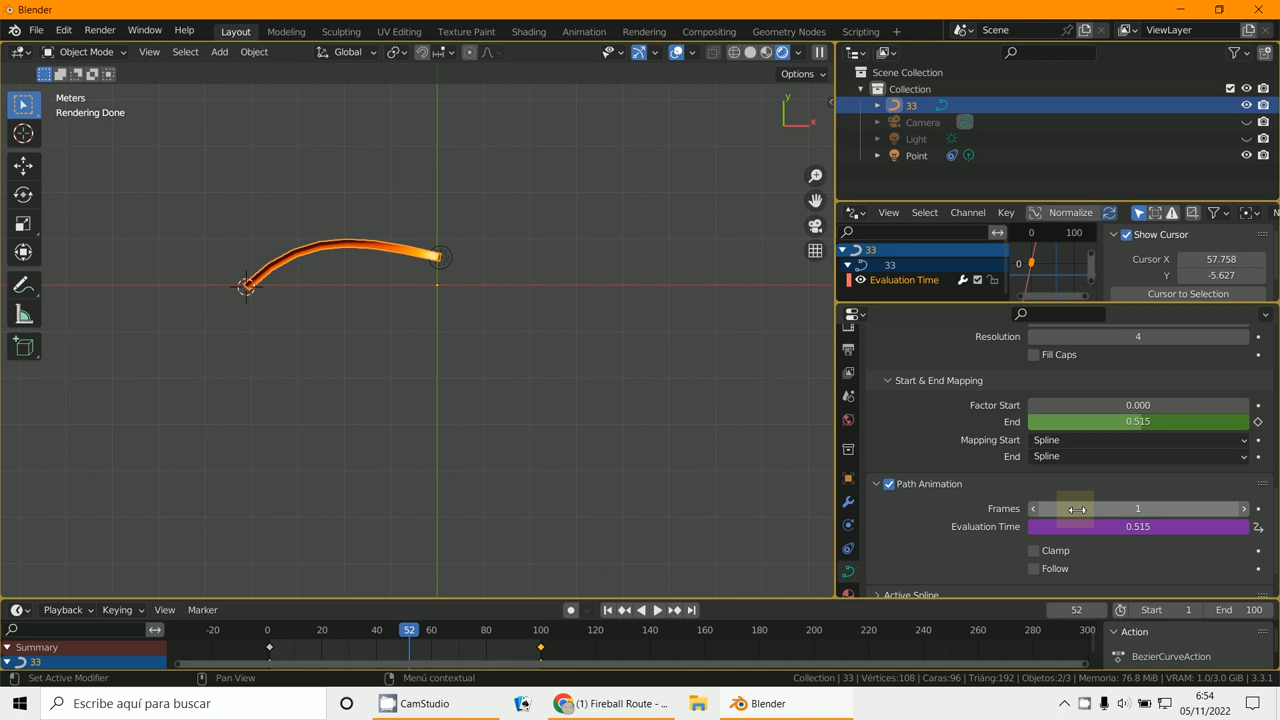 Blender
File Edit Render Window Help Layout Modeling Sculpting UV Editing Texture Paint Shading Animation Rendering Compositing Geometry Nodes Scripting + Scene ViewLayer
Object Mode View Select Add Object Global
Options
Meters
Rendering Done
y
x
Scene Collection
Collection
33
Camera
Light
Point
View Select Channel Key Normalize
0 100
0
33
33
Evaluation Time
Show Cursor
Cursor X 57.758
Y -5.627
Cursor to Selection
Resolution 4
Fill Caps
Start & End Mapping
Factor Start 0.000
End 0.515
Mapping Start Spline
End Spline
Path Animation
Frames 1
Evaluation Time 0.515
Clamp
Follow
Active Spline
Playback Keying View Marker 52 Start 1 End 100
-20 0 20 40 52 60 80 100 120 140 160 180 200 220 240 260 280 300
Summary
33
Action
BezierCurveAction
Set Active Modifier Pan View Menú contextual Collection | 33 | Vértices:108 | Caras:96 | Triáng:192 | Objetos:2/3 | Memoria: 76.8 MiB | VRAM: 1.0/3.0 GiB | 3.3.1
Escribe aquí para buscar CamStudio (1) Fireball Route - ... Blender 6:54
05/11/2022